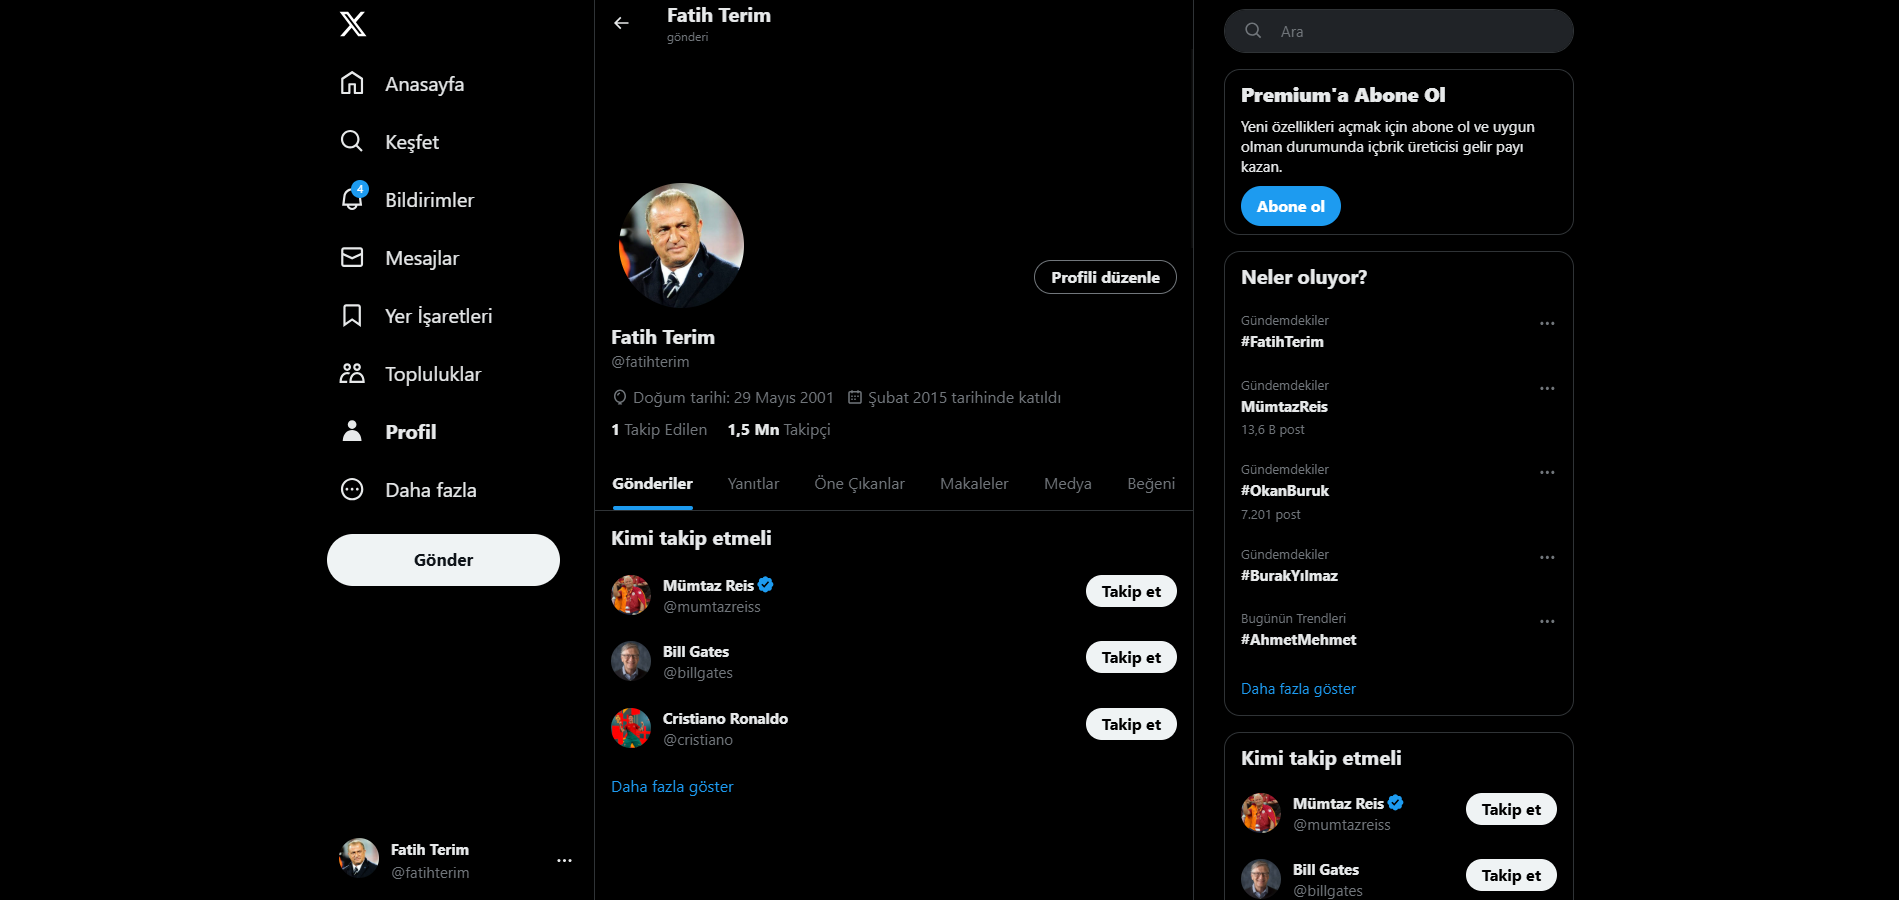 Anasayfa
Keşfet
4
Bildirimler
Mesajlar
Yer İşaretleri
Topluluklar
Profil
Daha fazla
Gönder
Fatih Terim
@fatihterim
Fatih Terim
gönderi
Profili düzenle
Fatih Terim
@fatihterim
Doğum tarihi: 29 Mayıs 2001 Şubat 2015 tarihinde katıldı
1 Takip Edilen 1,5 Mn Takipçi
Gönderiler Yanıtlar Öne Çıkanlar Makaleler Medya Beğeni
Kimi takip etmeli
Mümtaz Reis
@mumtazreiss
Takip et
Bill Gates
@billgates
Takip et
Cristiano Ronaldo
@cristiano
Takip et
Daha fazla göster
Ara
Premium'a Abone Ol
Yeni özellikleri açmak için abone ol ve uygun
olman durumunda içbrik üreticisi gelir payı
kazan.
Abone ol
Neler oluyor?
Gündemdekiler
#FatihTerim
Gündemdekiler
MümtazReis
13,6 B post
Gündemdekiler
#OkanBuruk
7.201 post
Gündemdekiler
#BurakYılmaz
Bugünün Trendleri
#AhmetMehmet
Daha fazla göster
Kimi takip etmeli
Mümtaz Reis
@mumtazreiss
Takip et
Bill Gates
@billgates
Takip et